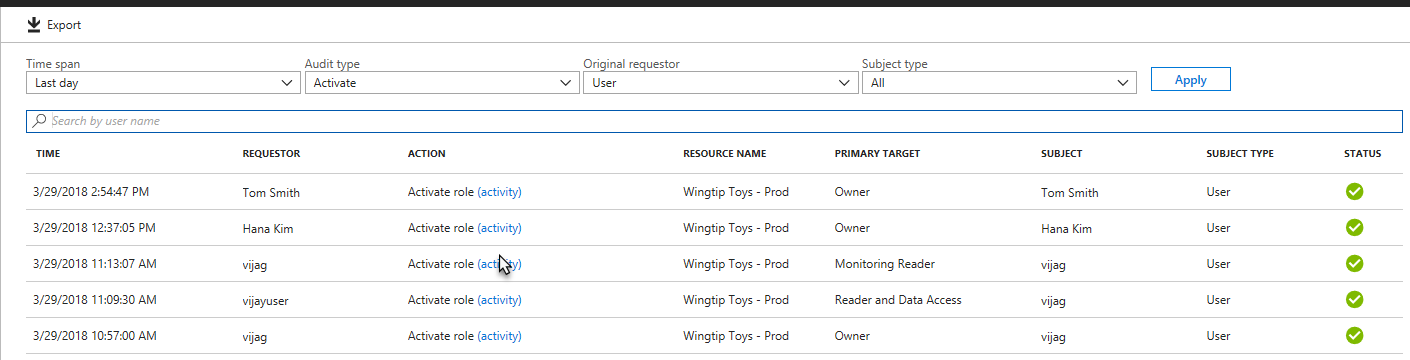 Export
Time span Audit type Original requestor Subject type
Last day Activate User All Apply
Search by user name
TIME REQUESTOR ACTION RESOURCE NAME PRIMARY TARGET SUBJECT SUBJECT TYPE STATUS
3/29/2018 2:54:47 PM Tom Smith Activate role (activity) Wingtip Toys - Prod Owner Tom Smith User
3/29/2018 12:37:05 PM Hana Kim Activate role (activity) Wingtip Toys - Prod Owner Hana Kim User
3/29/2018 11:13:07 AM vijag Activate role (activity) Wingtip Toys - Prod Monitoring Reader vijag User
3/29/2018 11:09:30 AM vijayuser Activate role (activity) Wingtip Toys - Prod Reader and Data Access vijag User
3/29/2018 10:57:00 AM vijag Activate role (activity) Wingtip Toys - Prod Owner vijag User